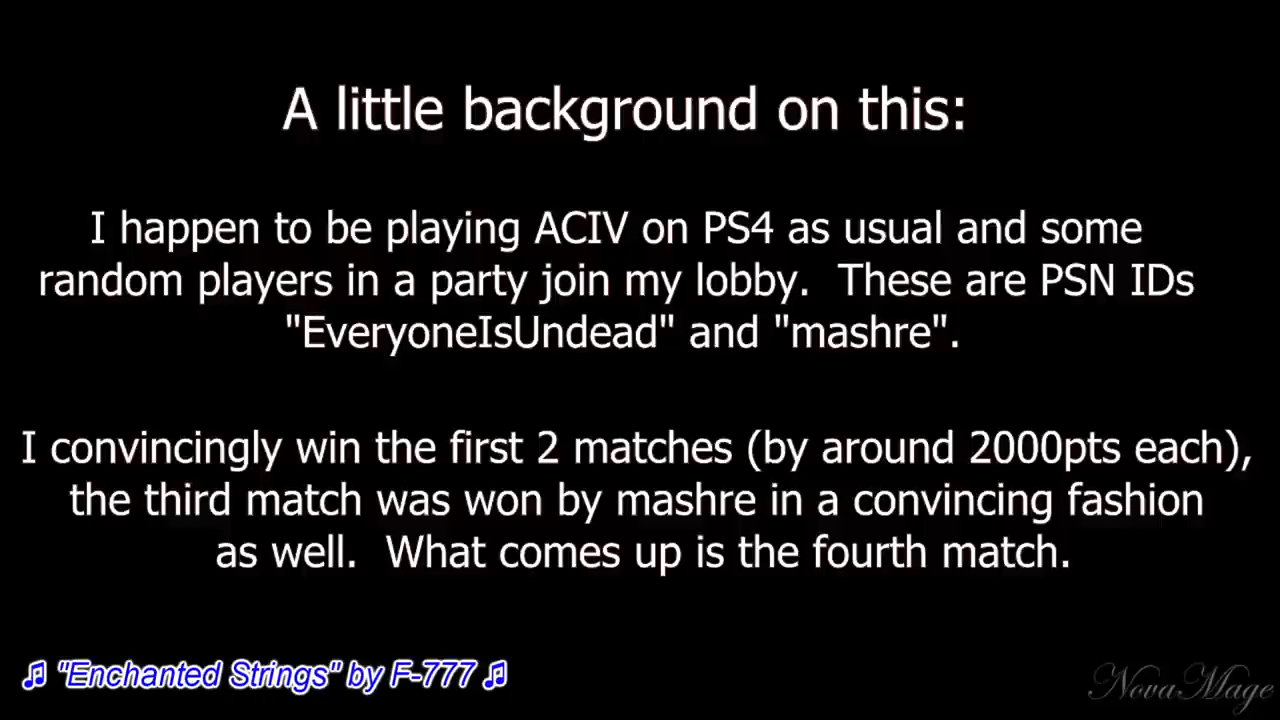 A little background on this:
I happen to be playing ACIV on PS4 as usual and some
random players in a party join my lobby.  These are PSN IDs
"EveryoneIsUndead" and "mashre".
I convincingly win the first 2 matches (by around 2000pts each),
the third match was won by mashre in a convincing fashion
as well.  What comes up is the fourth match.
♫ "Enchanted Strings" by F-777 ♫
NovaMage